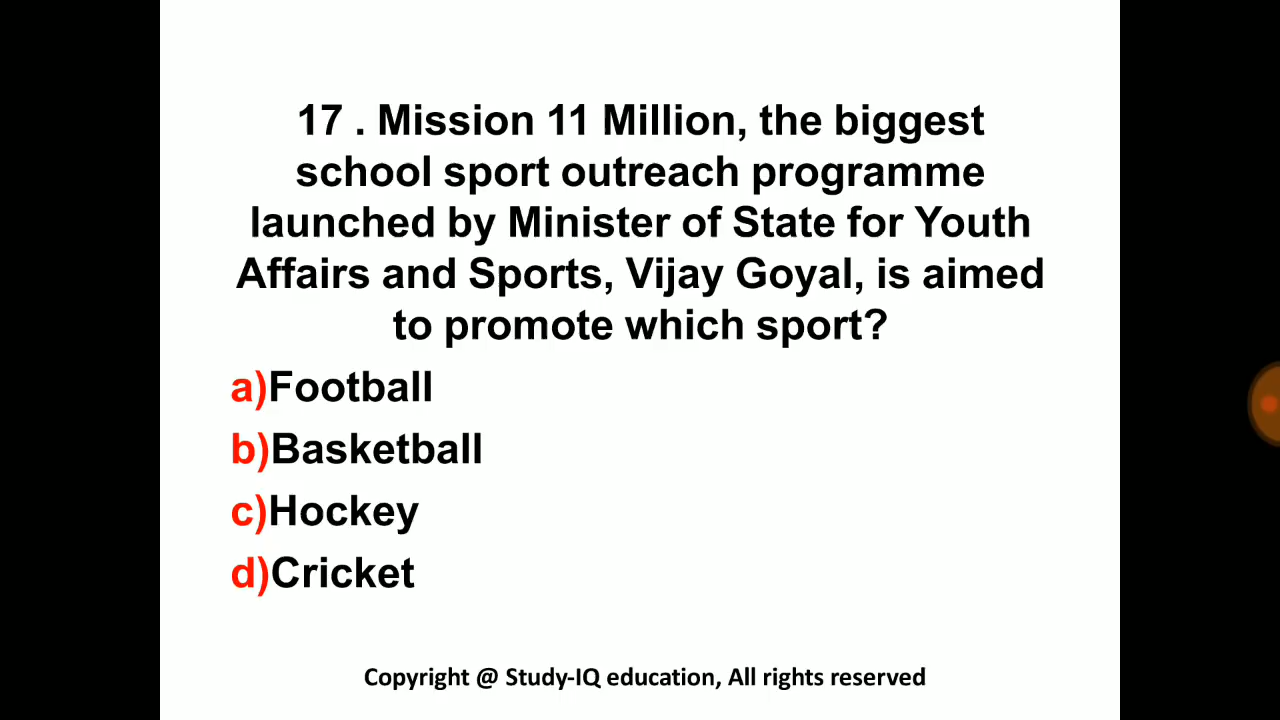 17 . Mission 11 Million, the biggest
school sport outreach programme
launched by Minister of State for Youth
Affairs and Sports, Vijay Goyal, is aimed
to promote which sport?
a)Football
b)Basketball
c)Hockey
d)Cricket
Copyright @ Study-IQ education, All rights reserved